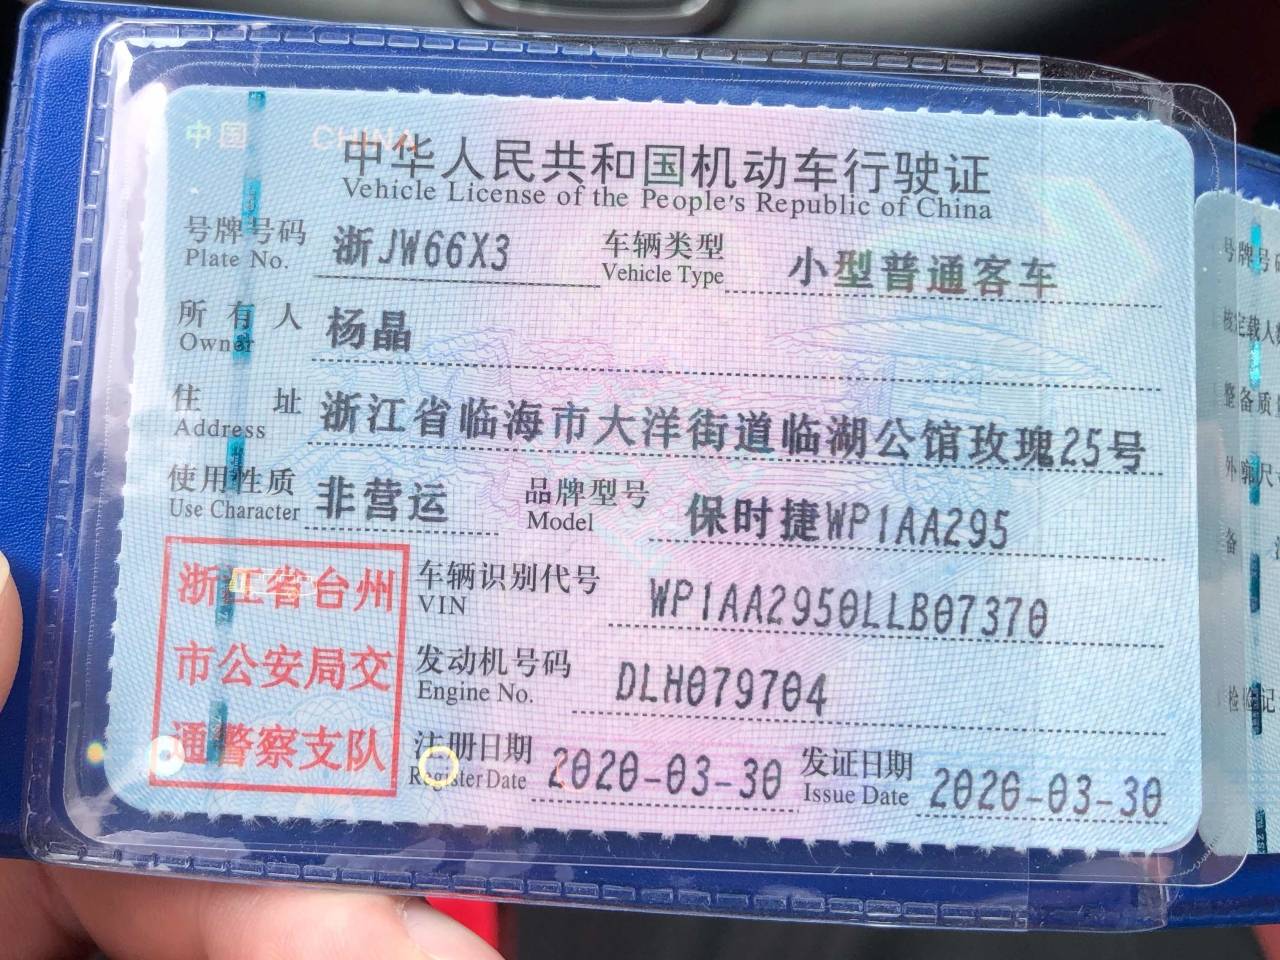 中国 CHINA
中华人民共和国机动车行驶证
Vehicle License of the People's Republic of China
号牌号码 浙JW66X3 车辆类型 小型普通客车
Plate No. Vehicle Type
所有人 杨晶
Owner
住址 浙江省临海市大洋街道临湖公馆玫瑰25号
Address
使用性质 非营运 品牌型号 保时捷WP1AA295
Use Character Model
浙江省台州
市公安局交
通警察支队
车辆识别代号 WP1AA2950LLB07370
VIN
发动机号码 DLH079704
Engine No.
注册日期 2020-03-30 发证日期 2020-03-30
Register Date Issue Date
号牌号码
核定载人
整备质
外廓尺
备
检验记